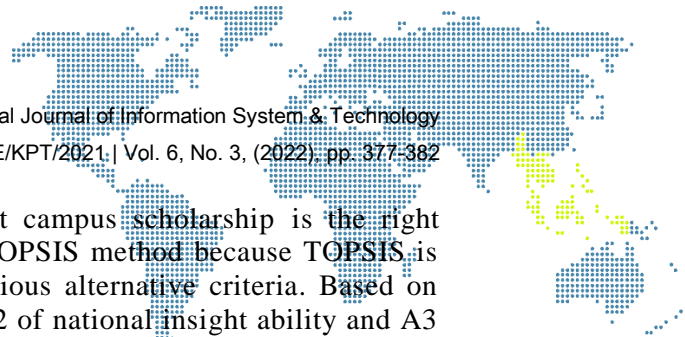 al Journal of Information System & Technology
E/KPT/2021 | Vol. 6, No. 3, (2022), pp. 377-382
t campus scholarship is the right
OPSIS method because TOPSIS is
ious alternative criteria. Based on
2 of national insight ability and A3